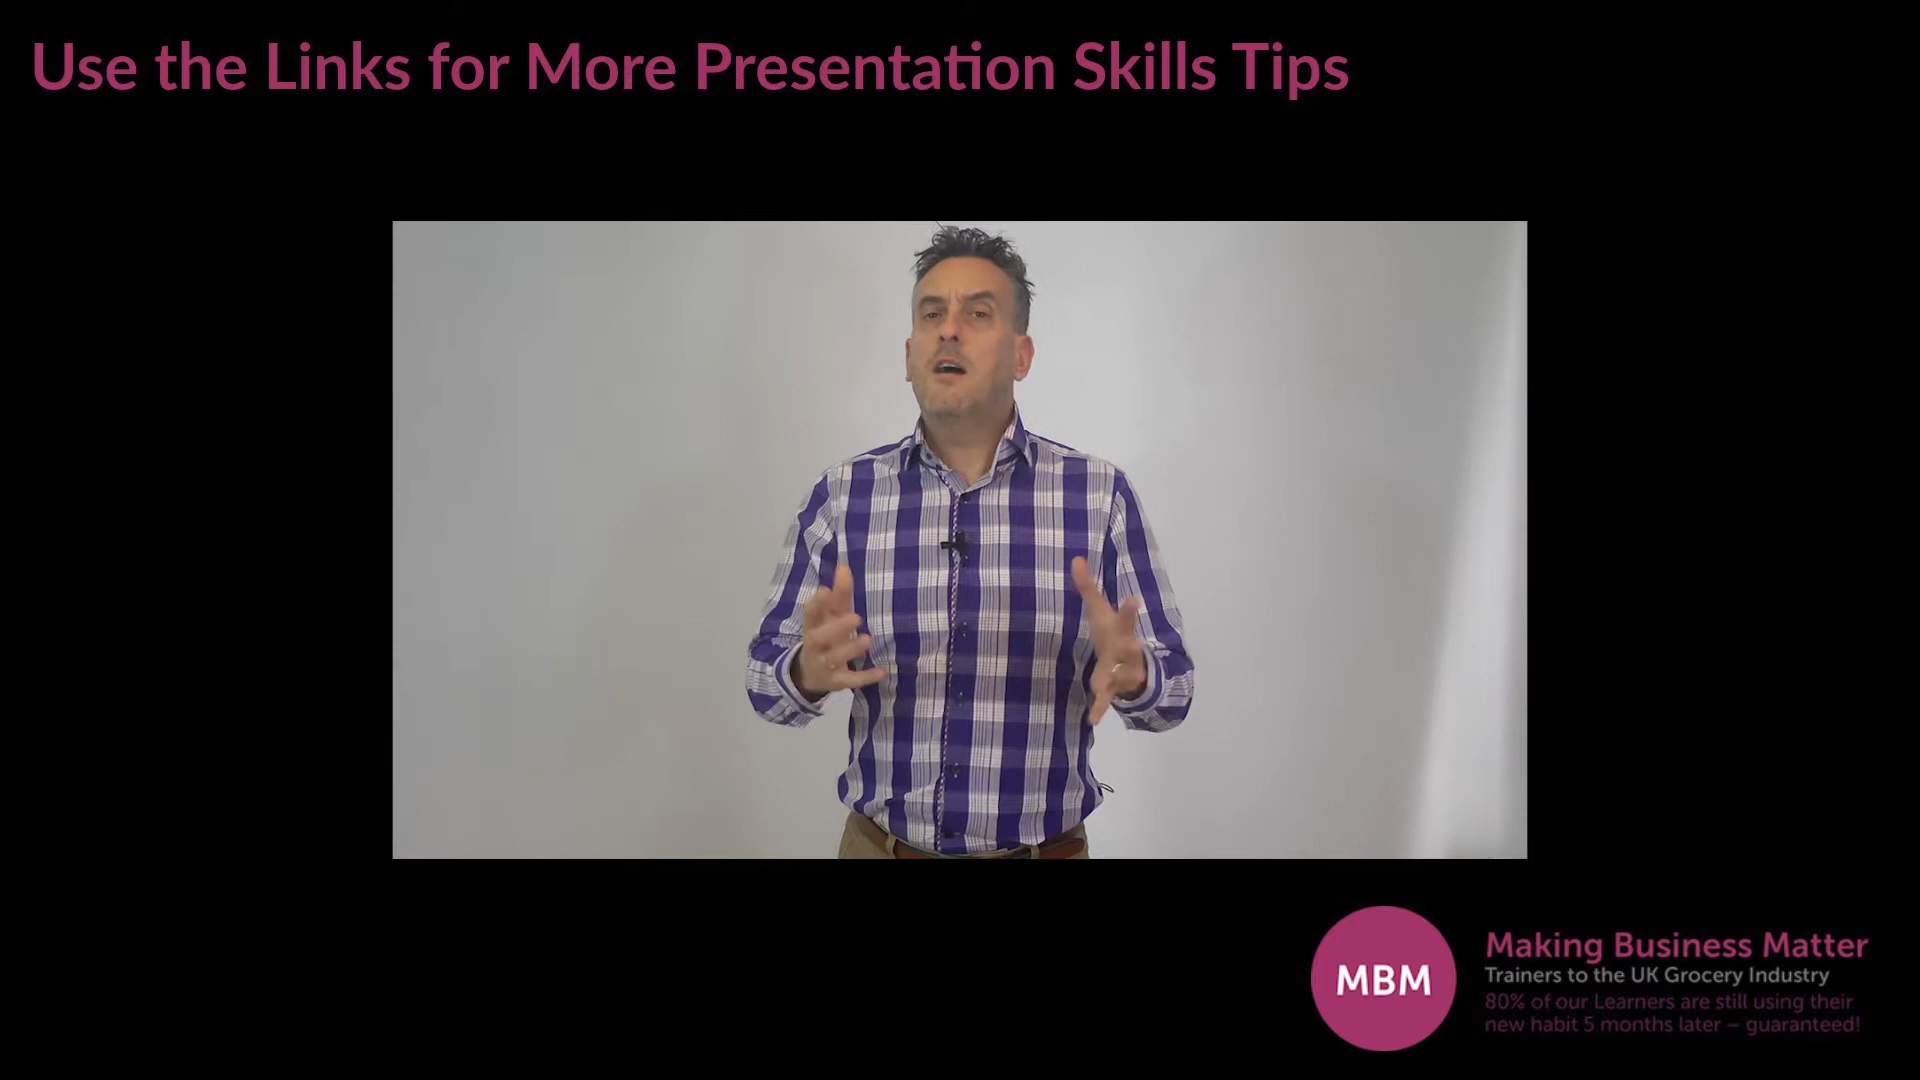 Use the Links for More Presentation Skills Tips
MBM
Making Business Matter
Trainers to the UK Grocery Industry
80% of our Learners are still using their
new habit 5 months later – guaranteed!